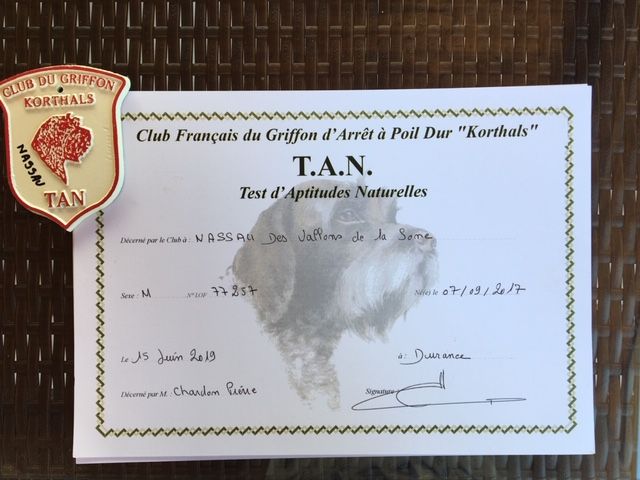 CLUB DU GRIFFON
KORTHALS
NASSAU
TAN
Club Français du Griffon d'Arrêt à Poil Dur "Korthals"
T.A.N.
Test d'Aptitudes Naturelles
Décerné par le Club à : NASSAU Des Vallons de la Sone
Sexe : M N° LOF 77257 Né(e) le 07/09/2017
Le 15 Juin 2019 à : Durance
Décerné par M. : Chardon Pierre Signature